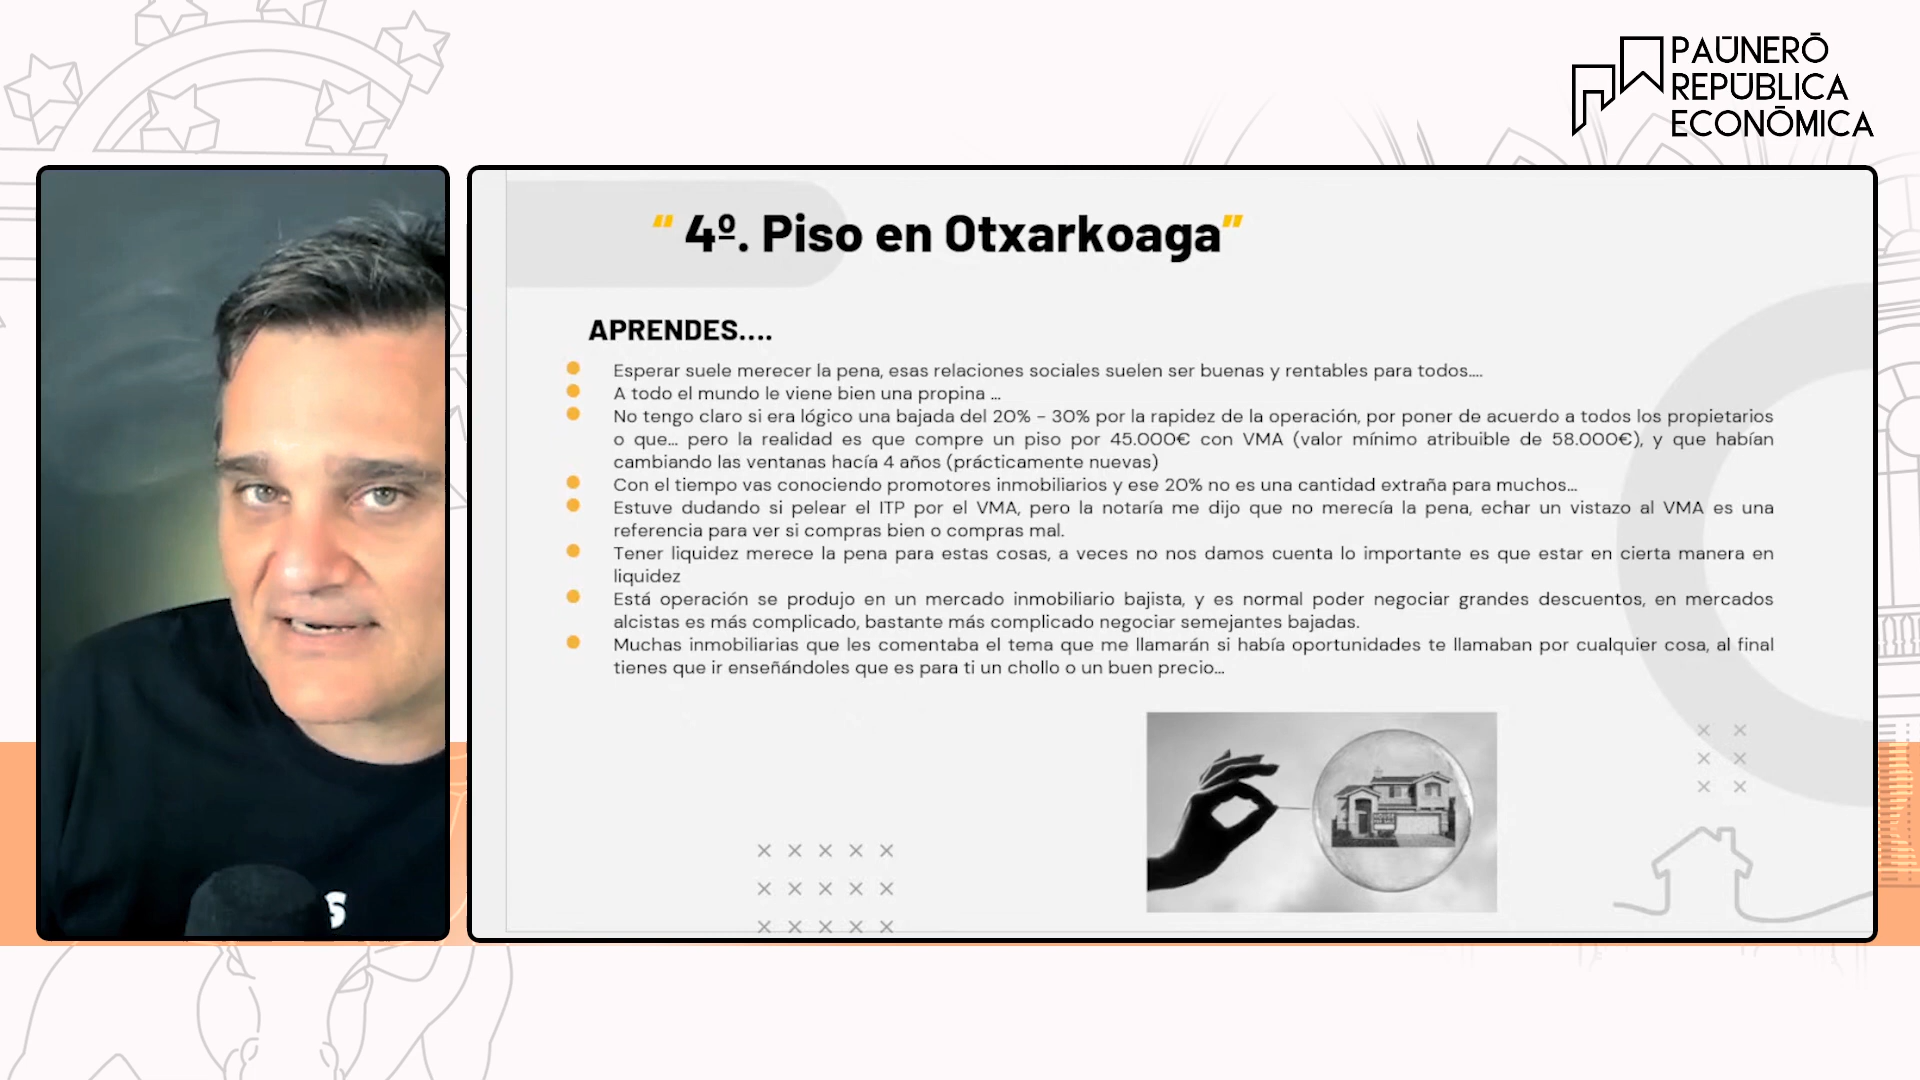 PAŪNERŌ
REPŪBLICA
ECONŌMICA
“ 4º. Piso en Otxarkoaga”
APRENDES....
Esperar suele merecer la pena, esas relaciones sociales suelen ser buenas y rentables para todos....
A todo el mundo le viene bien una propina ...
No tengo claro si era lógico una bajada del 20% - 30% por la rapidez de la operación, por poner de acuerdo a todos los propietarios
o que... pero la realidad es que compre un piso por 45.000€ con VMA (valor mínimo atribuible de 58.000€), y que habían
cambiando las ventanas hacía 4 años (prácticamente nuevas)
Con el tiempo vas conociendo promotores inmobiliarios y ese 20% no es una cantidad extraña para muchos...
Estuve dudando si pelear el ITP por el VMA, pero la notaría me dijo que no merecía la pena, echar un vistazo al VMA es una
referencia para ver si compras bien o compras mal.
Tener liquidez merece la pena para estas cosas, a veces no nos damos cuenta lo importante es que estar en cierta manera en
liquidez
Está operación se produjo en un mercado inmobiliario bajista, y es normal poder negociar grandes descuentos, en mercados
alcistas es más complicado, bastante más complicado negociar semejantes bajadas.
Muchas inmobiliarias que les comentaba el tema que me llamarán si había oportunidades te llamaban por cualquier cosa, al final
tienes que ir enseñándoles que es para ti un chollo o un buen precio...